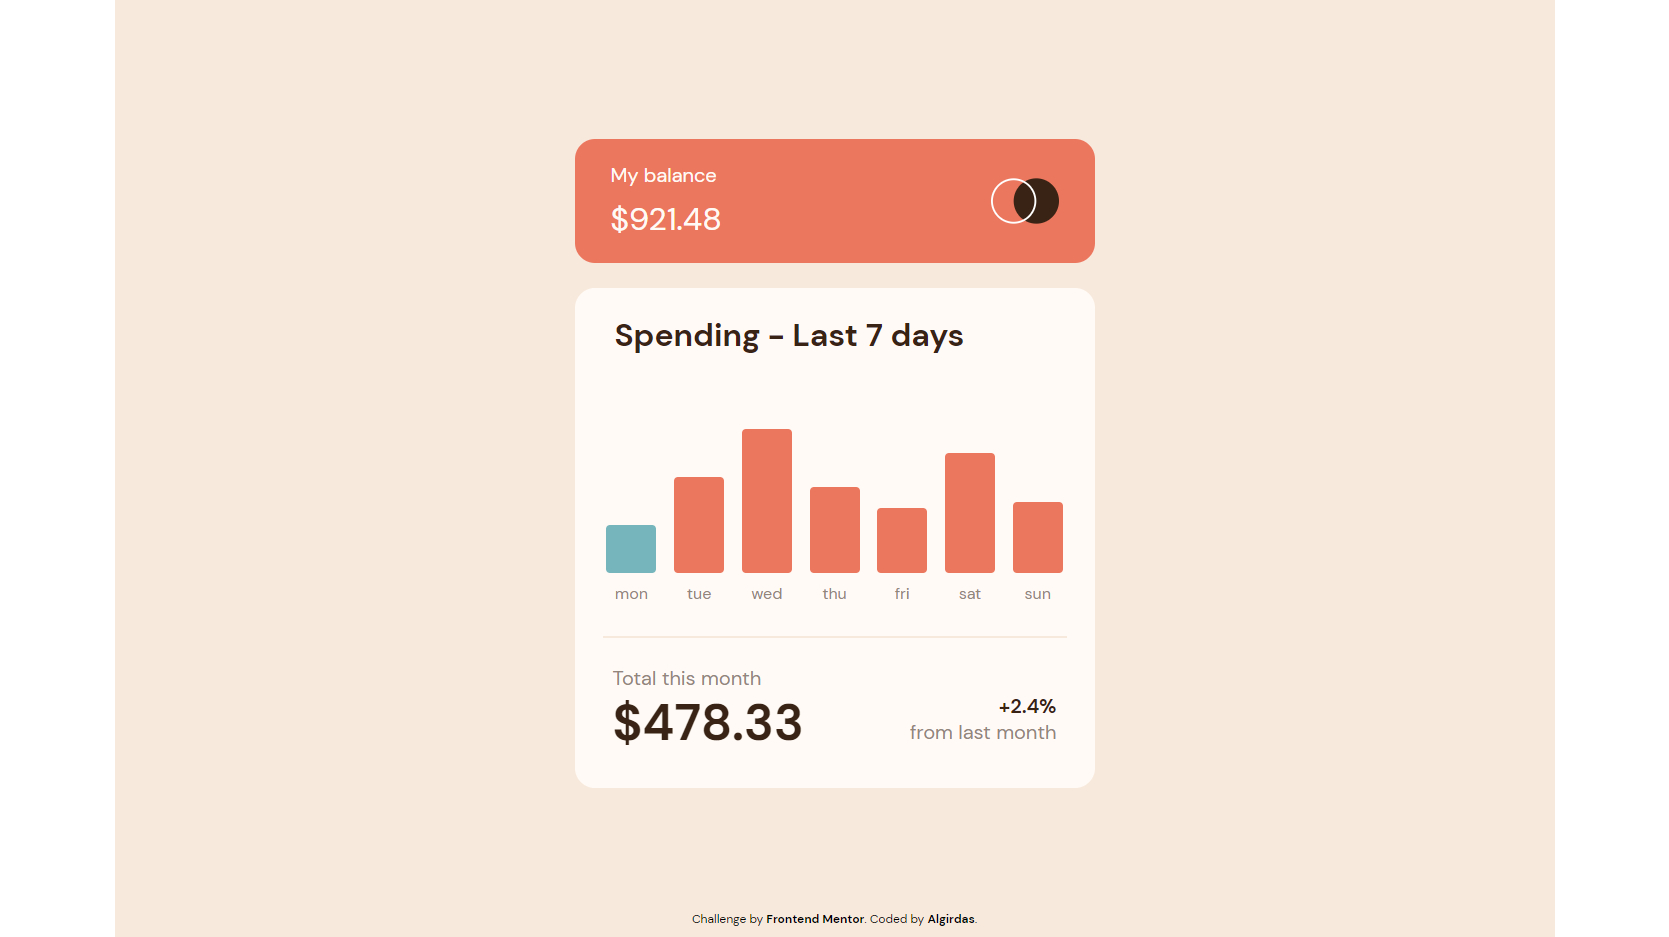 My balance
$921.48
Spending - Last 7 days
mon tue wed thu fri sat sun
Total this month
$478.33
+2.4%
from last month
Challenge by Frontend Mentor. Coded by Algirdas.